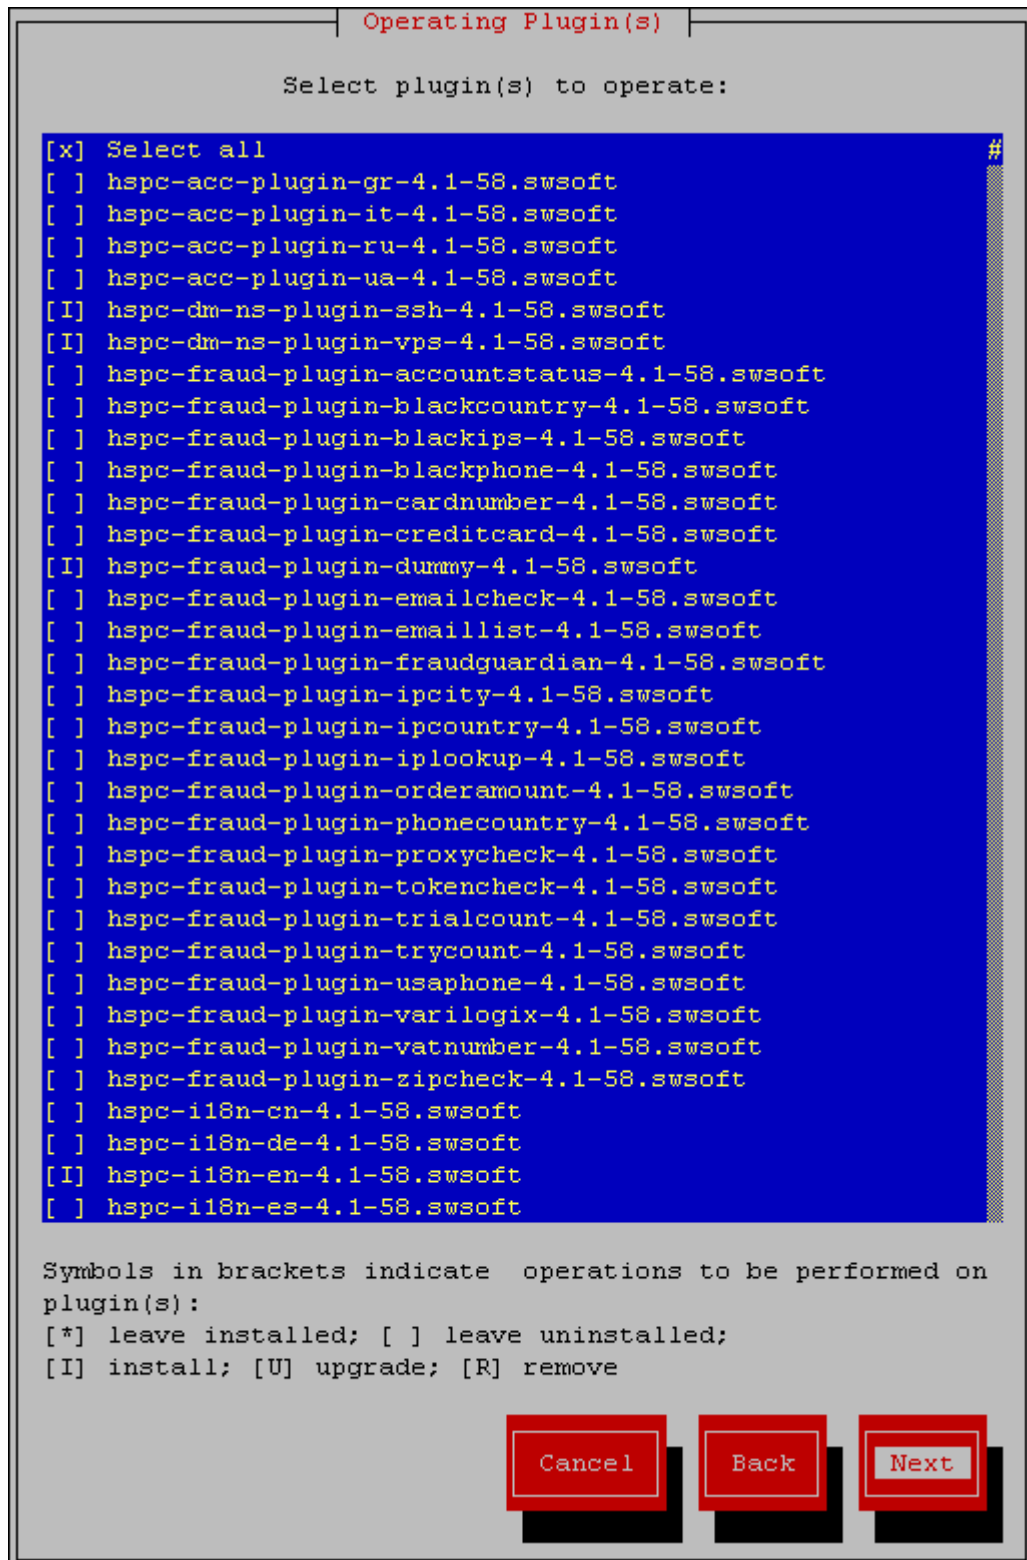 Operating Plugin(s)
Select plugin(s) to operate:
[x] Select all #
[ ] hspc-acc-plugin-gr-4.1-58.swsoft
[ ] hspc-acc-plugin-it-4.1-58.swsoft
[ ] hspc-acc-plugin-ru-4.1-58.swsoft
[ ] hspc-acc-plugin-ua-4.1-58.swsoft
[I] hspc-dm-ns-plugin-ssh-4.1-58.swsoft
[I] hspc-dm-ns-plugin-vps-4.1-58.swsoft
[ ] hspc-fraud-plugin-accountstatus-4.1-58.swsoft
[ ] hspc-fraud-plugin-blackcountry-4.1-58.swsoft
[ ] hspc-fraud-plugin-blackips-4.1-58.swsoft
[ ] hspc-fraud-plugin-blackphone-4.1-58.swsoft
[ ] hspc-fraud-plugin-cardnumber-4.1-58.swsoft
[ ] hspc-fraud-plugin-creditcard-4.1-58.swsoft
[I] hspc-fraud-plugin-dummy-4.1-58.swsoft
[ ] hspc-fraud-plugin-emailcheck-4.1-58.swsoft
[ ] hspc-fraud-plugin-emaillist-4.1-58.swsoft
[ ] hspc-fraud-plugin-fraudguardian-4.1-58.swsoft
[ ] hspc-fraud-plugin-ipcity-4.1-58.swsoft
[ ] hspc-fraud-plugin-ipcountry-4.1-58.swsoft
[ ] hspc-fraud-plugin-iplookup-4.1-58.swsoft
[ ] hspc-fraud-plugin-orderamount-4.1-58.swsoft
[ ] hspc-fraud-plugin-phonecountry-4.1-58.swsoft
[ ] hspc-fraud-plugin-proxycheck-4.1-58.swsoft
[ ] hspc-fraud-plugin-tokencheck-4.1-58.swsoft
[ ] hspc-fraud-plugin-trialcount-4.1-58.swsoft
[ ] hspc-fraud-plugin-trycount-4.1-58.swsoft
[ ] hspc-fraud-plugin-usaphone-4.1-58.swsoft
[ ] hspc-fraud-plugin-varilogix-4.1-58.swsoft
[ ] hspc-fraud-plugin-vatnumber-4.1-58.swsoft
[ ] hspc-fraud-plugin-zipcheck-4.1-58.swsoft
[ ] hspc-i18n-cn-4.1-58.swsoft
[ ] hspc-i18n-de-4.1-58.swsoft
[I] hspc-i18n-en-4.1-58.swsoft
[ ] hspc-i18n-es-4.1-58.swsoft
Symbols in brackets indicate  operations to be performed on
plugin(s):
[*] leave installed; [ ] leave uninstalled;
[I] install; [U] upgrade; [R] remove
Cancel Back Next